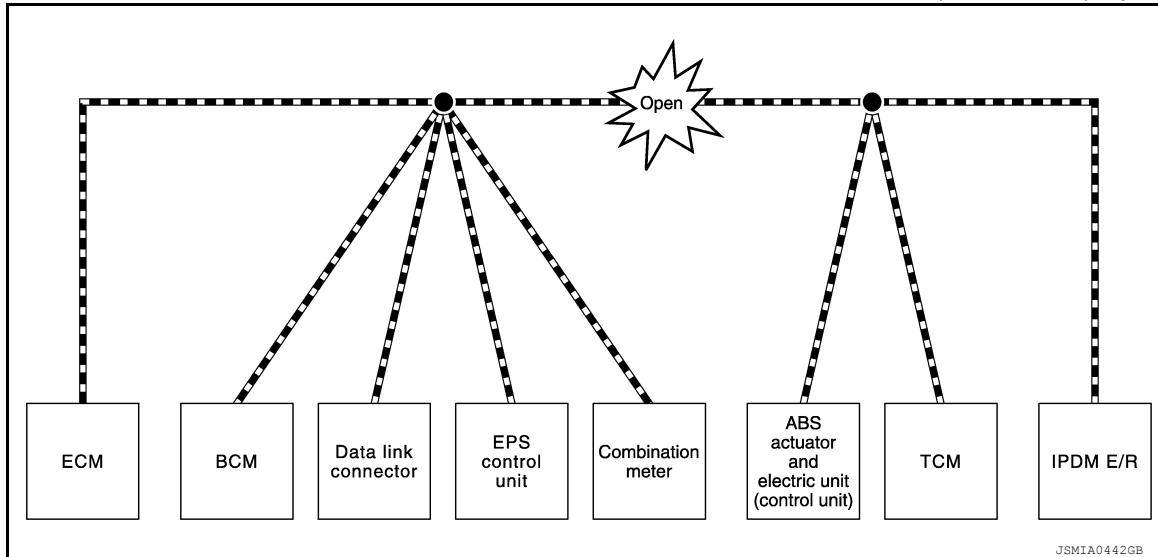 Open
ECM
BCM
Data link
connector
EPS
control
unit
Combination
meter
ABS
actuator
and
electric unit
(control unit)
TCM
IPDM E/R
JSMIA0442GB